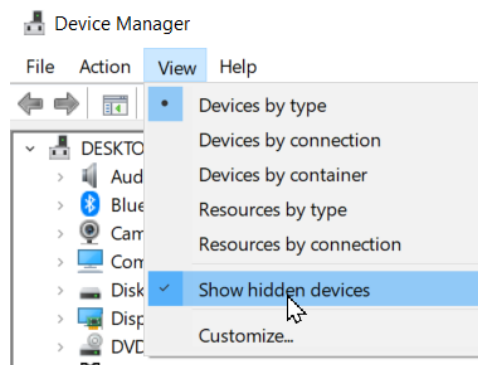 Device Manager
File Action View Help
Devices by type
Devices by connection
Devices by container
Resources by type
Resources by connection
Show hidden devices
Customize...
DESKTO
Aud
Blue
Cam
Com
Disk
Disp
DVD